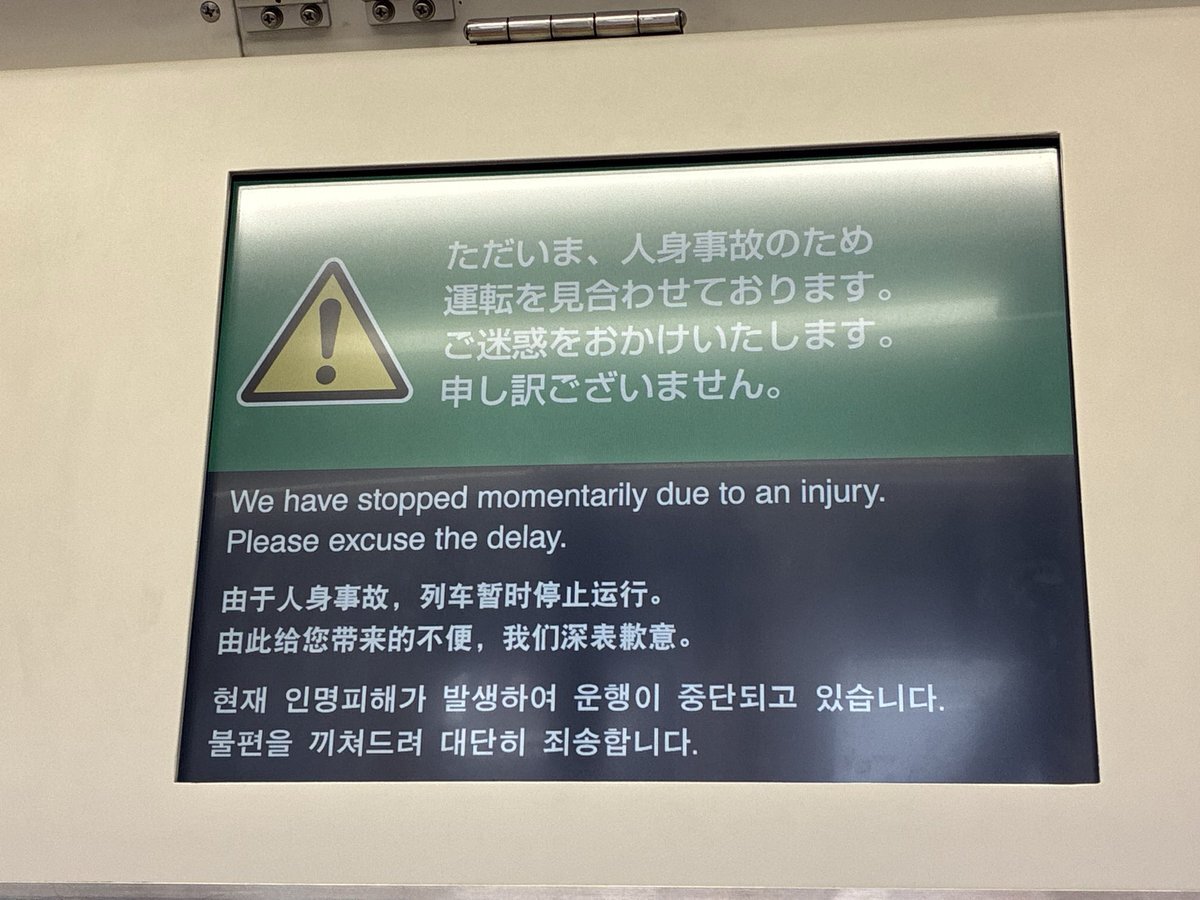 ただいま、人身事故のため
運転を見合わせております。
ご迷惑をおかけいたします。
申し訳ございません。
We have stopped momentarily due to an injury.
Please excuse the delay.
由于人身事故，列车暂时停止运行。
由此给您带来的不便，我们深表歉意。
현재 인명피해가 발생하여 운행이 중단되고 있습니다.
불편을 끼쳐드려 대단히 죄송합니다.